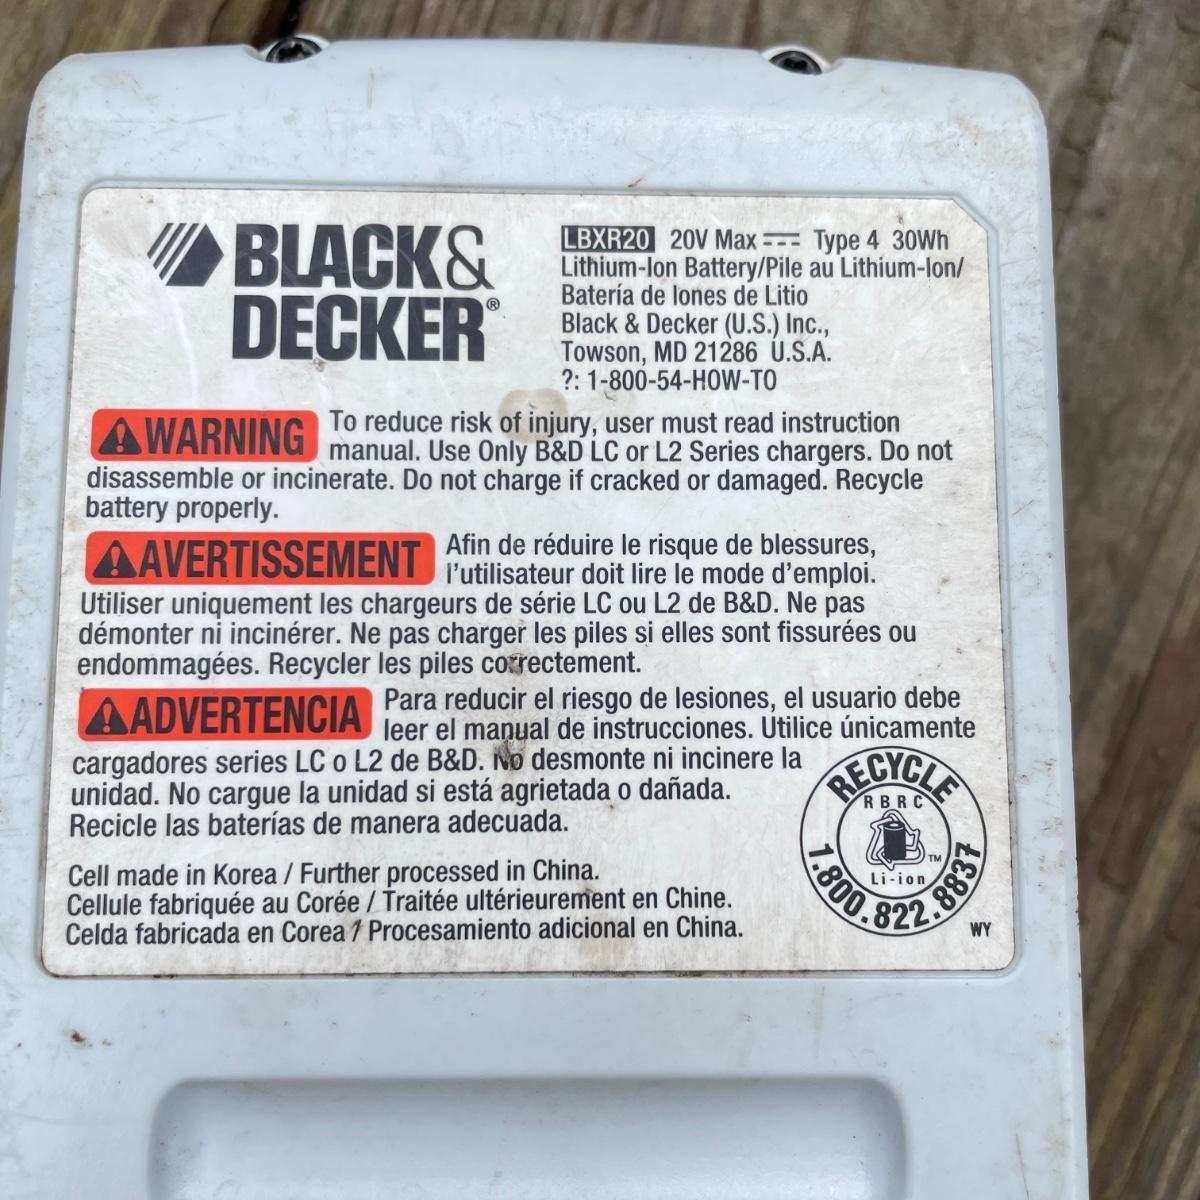 BLACK&
DECKER®
LBXR20 20V Max Type 4 30Wh
Lithium-Ion Battery/Pile au Lithium-Ion/
Batería de Iones de Litio
Black & Decker (U.S.) Inc.,
Towson, MD 21286 U.S.A.
?: 1-800-54-HOW-TO
WARNING To reduce risk of injury, user must read instruction
manual. Use Only B&D LC or L2 Series chargers. Do not
disassemble or incinerate. Do not charge if cracked or damaged. Recycle
battery properly.
AVERTISSEMENT Afin de réduire le risque de blessures,
l'utilisateur doit lire le mode d'emploi.
Utiliser uniquement les chargeurs de série LC ou L2 de B&D. Ne pas
démonter ni incinérer. Ne pas charger les piles si elles sont fissurées ou
endommagées. Recycler les piles correctement.
ADVERTENCIA Para reducir el riesgo de lesiones, el usuario debe
leer el manual de instrucciones. Utilice únicamente
cargadores series LC o L2 de B&D. No desmonte ni incinere la
unidad. No cargue la unidad si está agrietada o dañada.
Recicle las baterías de manera adecuada.
Cell made in Korea / Further processed in China.
Cellule fabriquée au Corée / Traitée ultérieurement en Chine.
Celda fabricada en Corea / Procesamiento adicional en China.
RECYCLE
RBRC
TM
Li-ion
1.800.822.8837
WY